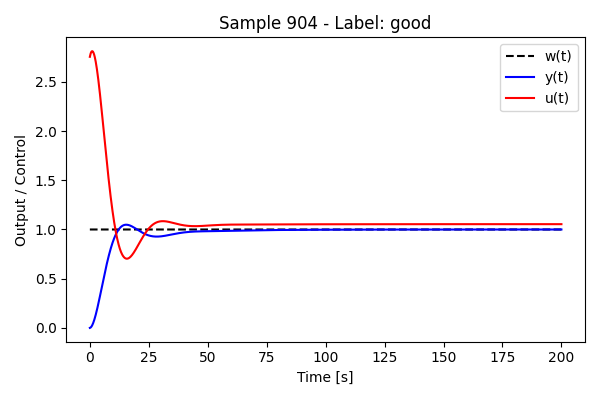 Sample 904 - Label: good
w(t)
y(t)
u(t)
Output / Control
2.5
2.0
1.5
1.0
0.5
0.0
0 25 50 75 100 125 150 175 200
Time [s]